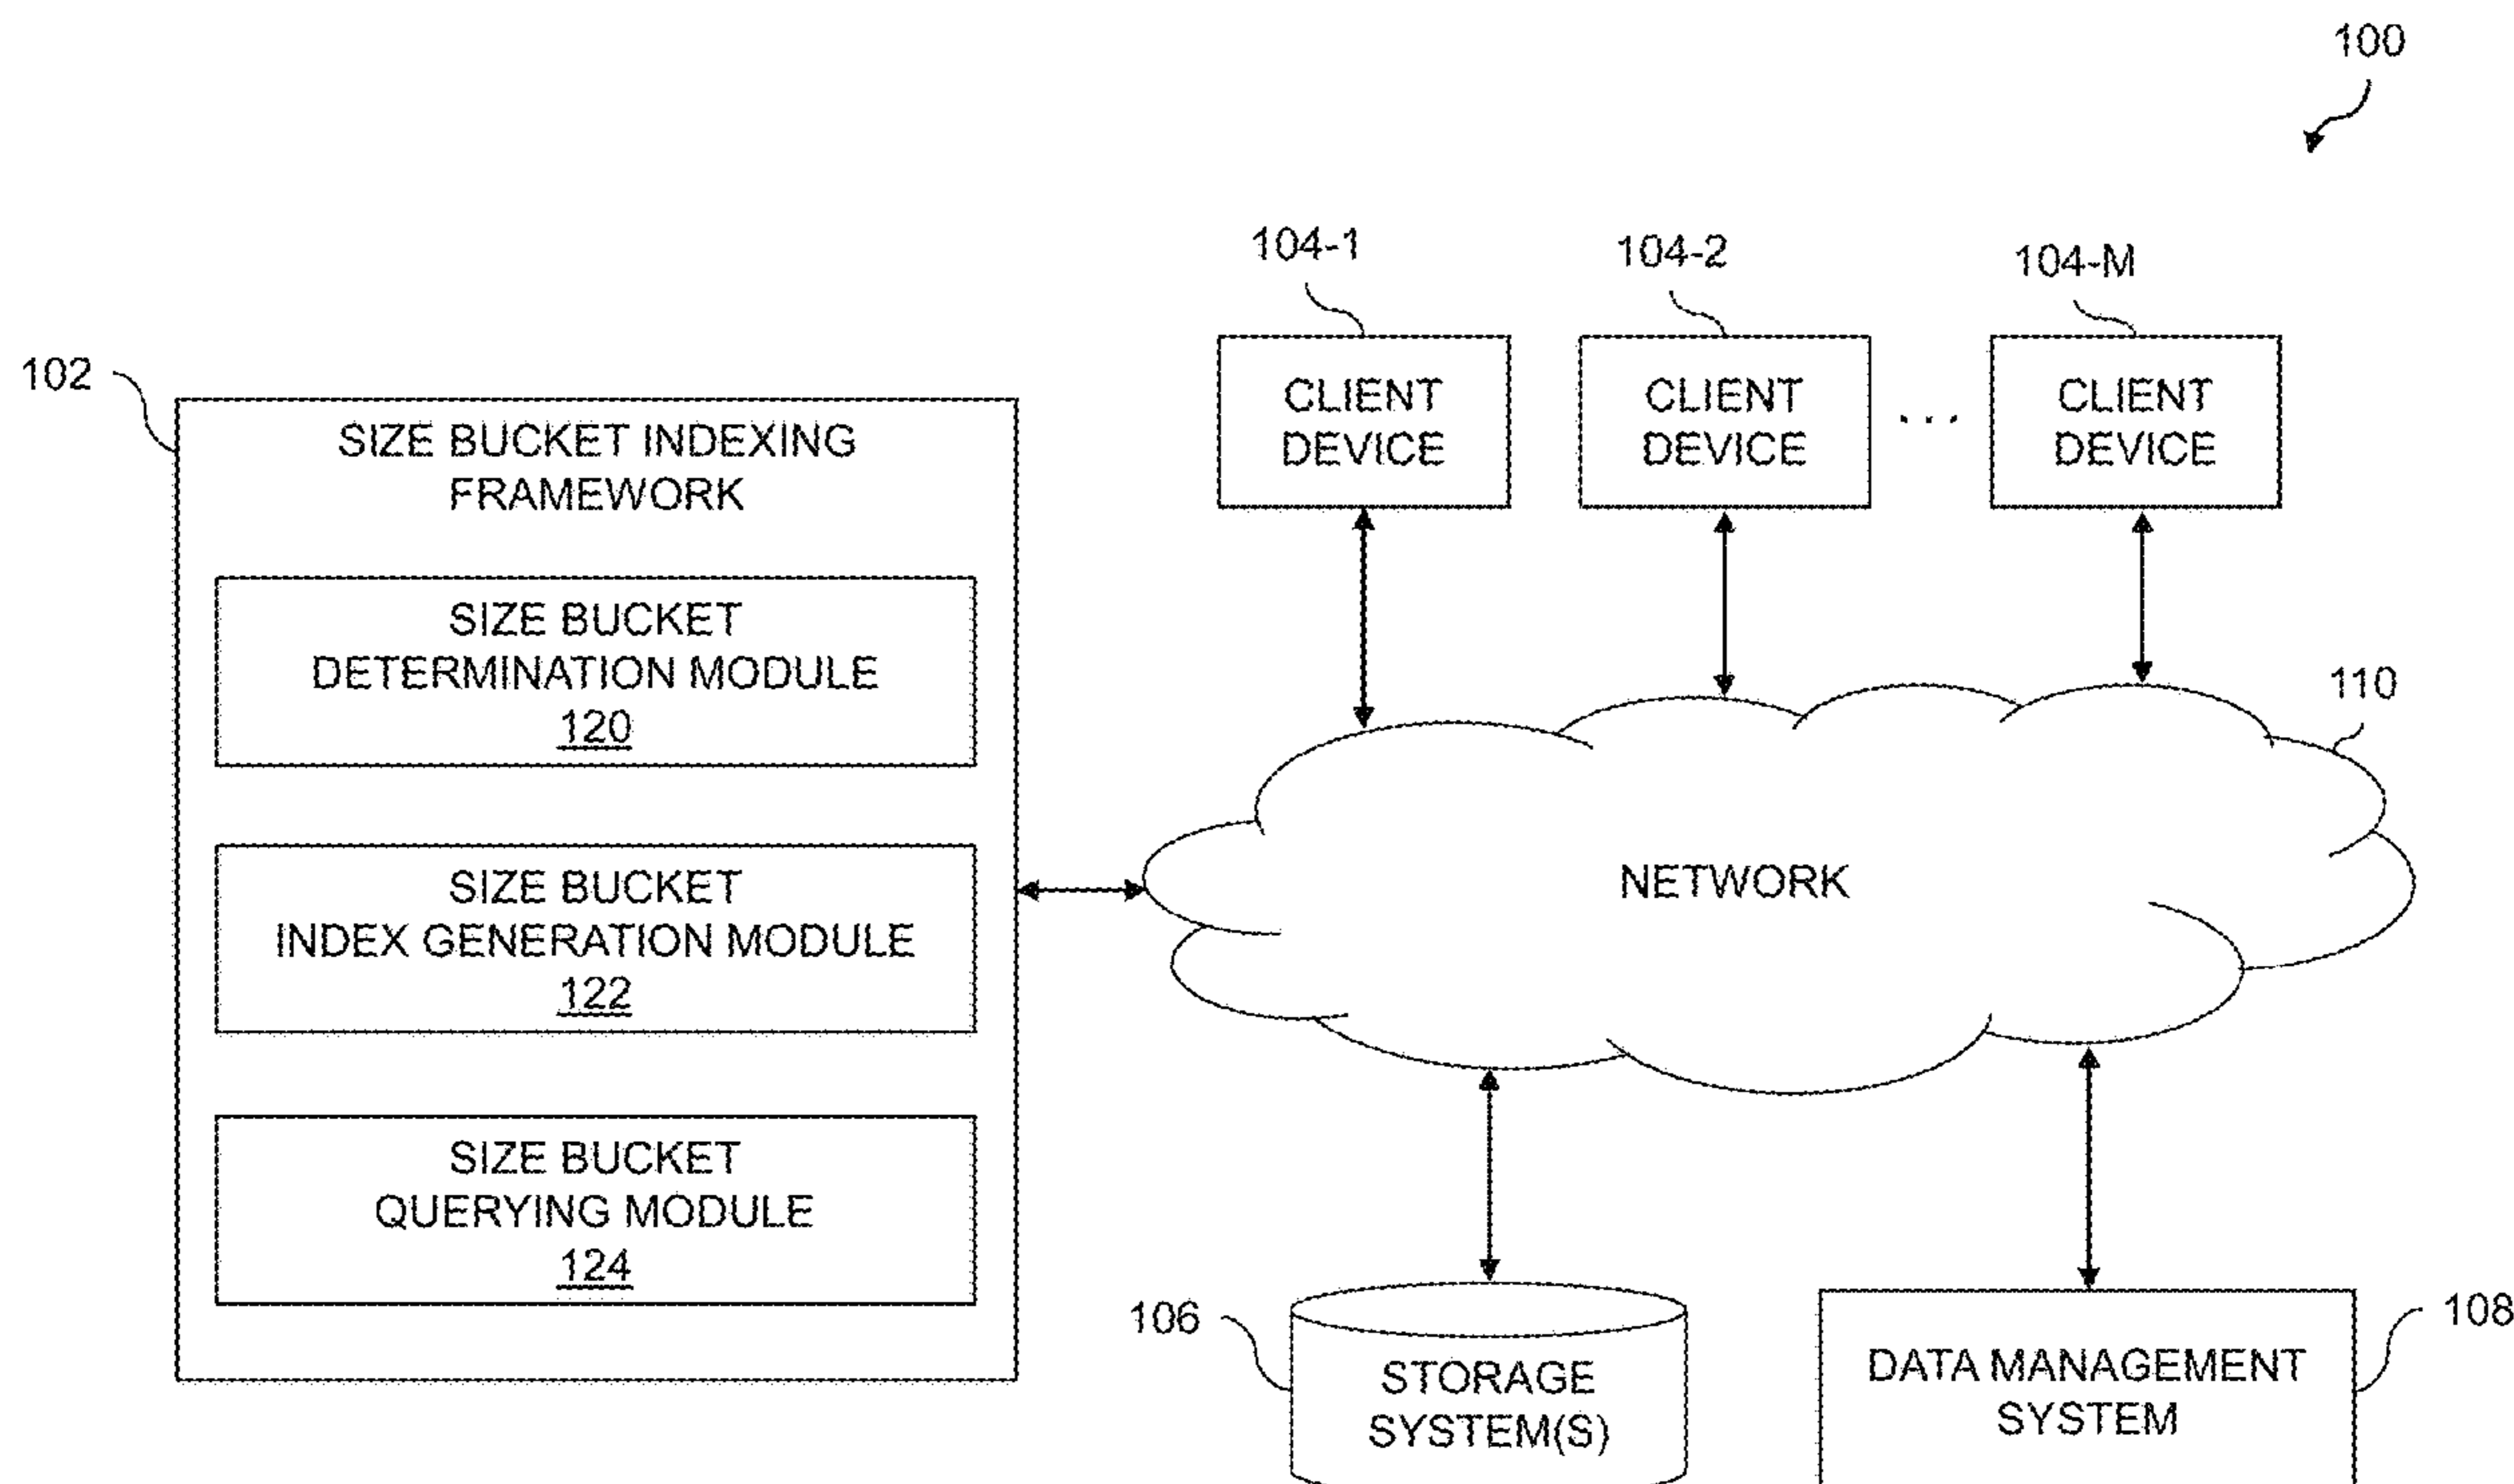 100
104-1
104-2
104-M
102
SIZE BUCKET INDEXING
FRAMEWORK
CLIENT
DEVICE
CLIENT
DEVICE
...
CLIENT
DEVICE
SIZE BUCKET
DETERMINATION MODULE
120
110
SIZE BUCKET
INDEX GENERATION MODULE
122
NETWORK
SIZE BUCKET
QUERYING MODULE
124
106
STORAGE
SYSTEM(S)
DATA MANAGEMENT
SYSTEM
108